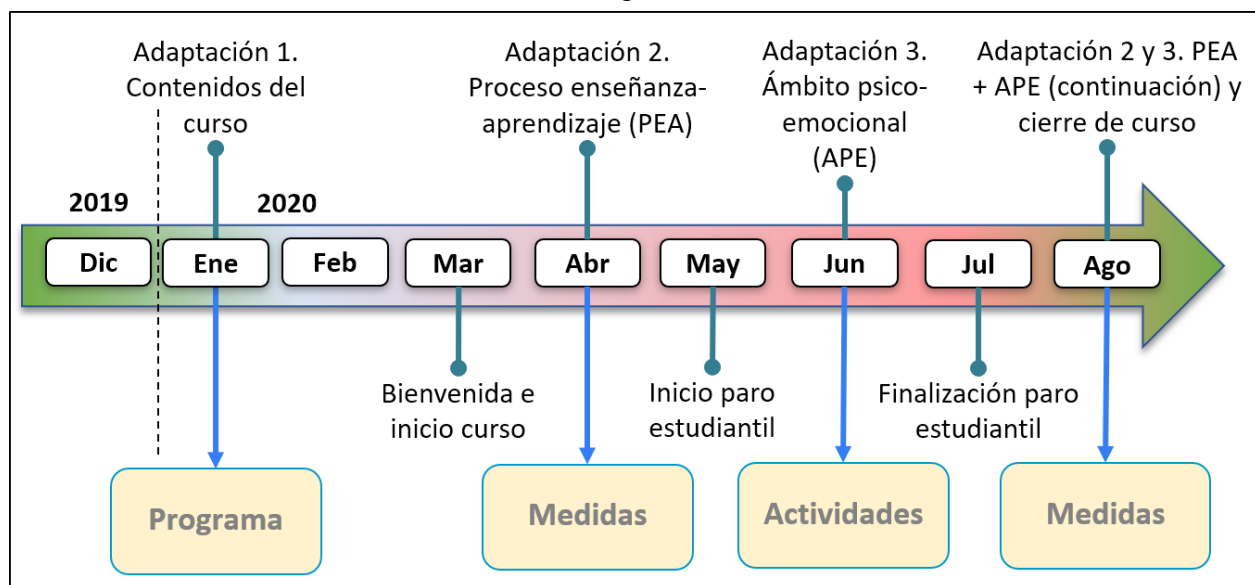 Adaptación 1.
Contenidos del
curso
Adaptación 2.
Proceso enseñanza-
aprendizaje (PEA)
Adaptación 3.
Ámbito psico-
emocional
(APE)
Adaptación 2 y 3. PEA
+ APE (continuación) y
cierre de curso
2019
2020
Dic
Ene
Feb
Mar
Abr
May
Jun
Jul
Ago
Bienvenida e
inicio curso
Inicio paro
estudiantil
Finalización paro
estudiantil
Programa
Medidas
Actividades
Medidas